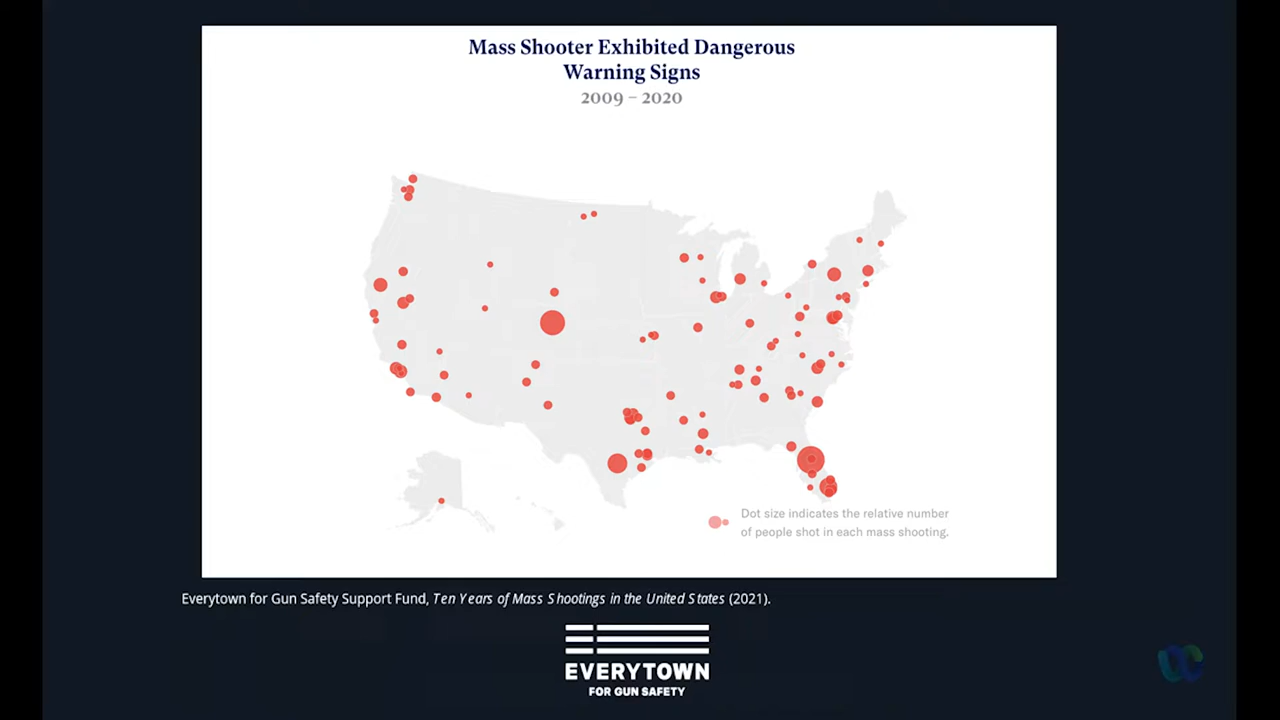 Mass Shooter Exhibited Dangerous
Warning Signs
2009 – 2020
Dot size indicates the relative number
of people shot in each mass shooting.
Everytown for Gun Safety Support Fund, Ten Years of Mass Shootings in the United States (2021).
EVERYTOWN
FOR GUN SAFETY